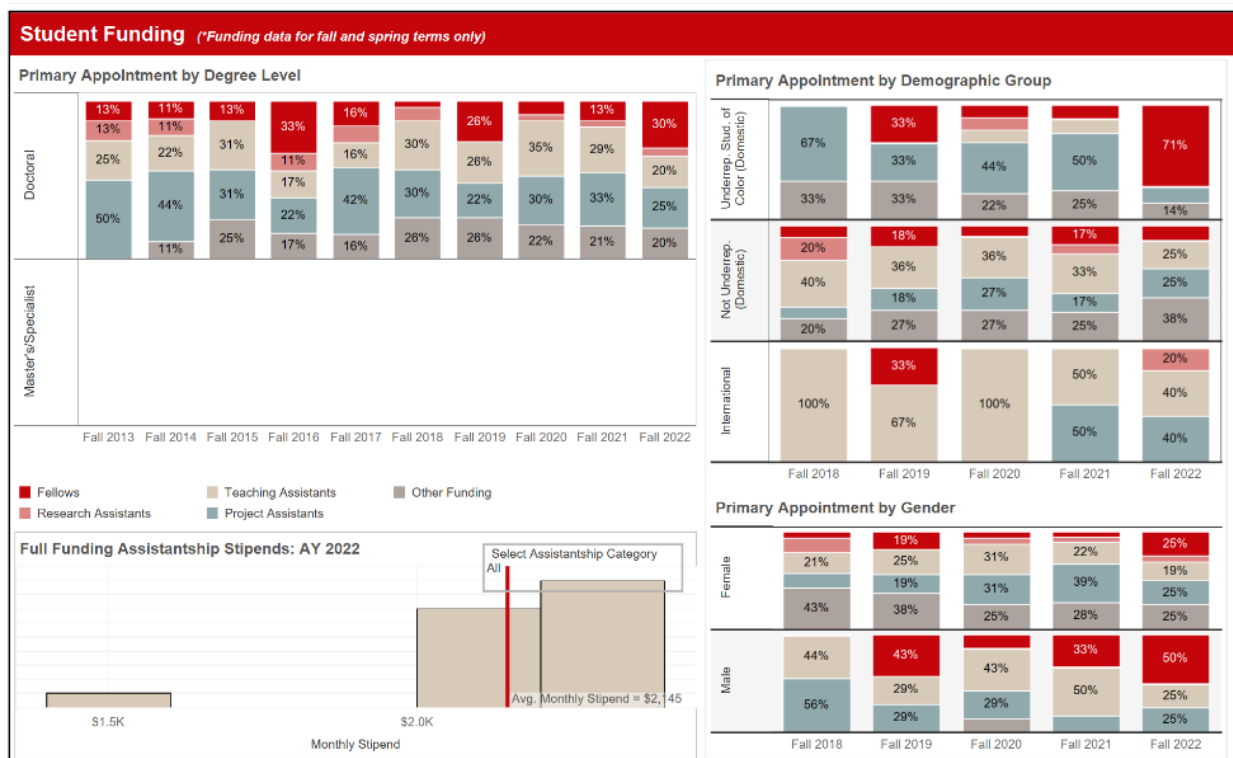 Student Funding (*Funding data for fall and spring terms only)
Primary Appointment by Degree Level
Doctoral
13% 11% 13% 33% 16% 26% 13% 30%
13% 11% 31% 11% 16% 30% 26% 35% 29% 20%
25% 22% 31% 17% 42% 30% 22% 30% 33% 25%
50% 44% 25% 22% 16% 26% 26% 22% 21% 20%
11% 17%
Master's/Specialist
Fall 2013 Fall 2014 Fall 2015 Fall 2016 Fall 2017 Fall 2018 Fall 2019 Fall 2020 Fall 2021 Fall 2022
Fellows Teaching Assistants Other Funding
Research Assistants Project Assistants
Full Funding Assistantship Stipends: AY 2022
Select Assistantship Category
All
Avg. Monthly Stipend = $2,145
$1.5K $2.0K
Monthly Stipend
Primary Appointment by Demographic Group
Underrep. Stud. of
Color (Domestic)
67% 33% 44% 50% 71%
33% 33% 22% 25% 14%
33%
Not Underrep.
(Domestic)
20% 18% 36% 17% 25%
40% 36% 27% 33% 25%
20% 18% 27% 17% 38%
27% 25%
International
100% 33% 100% 50% 20%
67% 50% 40%
40%
Fall 2018 Fall 2019 Fall 2020 Fall 2021 Fall 2022
Primary Appointment by Gender
Female
21% 19% 31% 22% 25%
43% 25% 31% 39% 19%
19% 25% 28% 25%
38% 25%
Male
44% 43% 43% 33% 50%
56% 29% 29% 50% 25%
29% 25%
Fall 2018 Fall 2019 Fall 2020 Fall 2021 Fall 2022